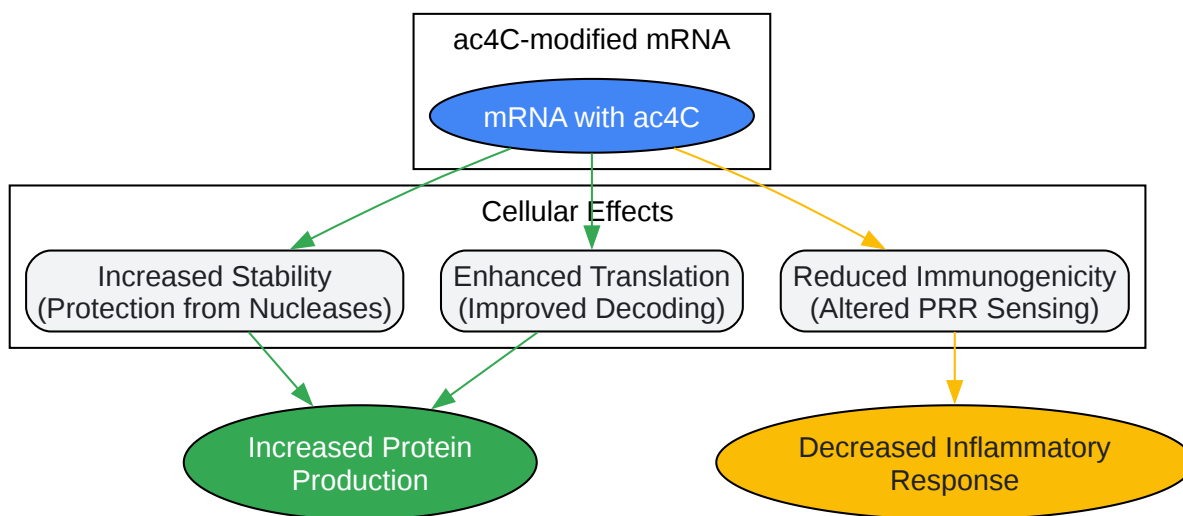 ac4C-modified mRNA
mRNA with ac4C
Cellular Effects
Increased Stability
(Protection from Nucleases)
Enhanced Translation
(Improved Decoding)
Reduced Immunogenicity
(Altered PRR Sensing)
Increased Protein
Production
Decreased Inflammatory
Response